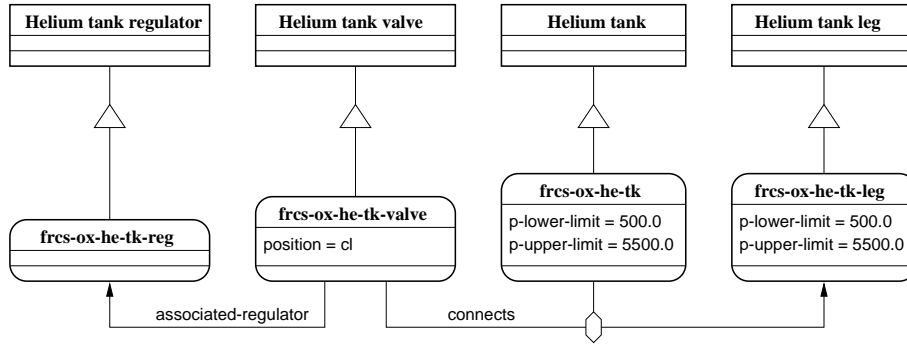 Helium tank regulator
Helium tank valve
Helium tank
Helium tank leg
frcs-ox-he-tk-reg
frcs-ox-he-tk-valve
position = cl
frcs-ox-he-tk
p-lower-limit = 500.0
p-upper-limit = 5500.0
frcs-ox-he-tk-leg
p-lower-limit = 500.0
p-upper-limit = 5500.0
associated-regulator
connects